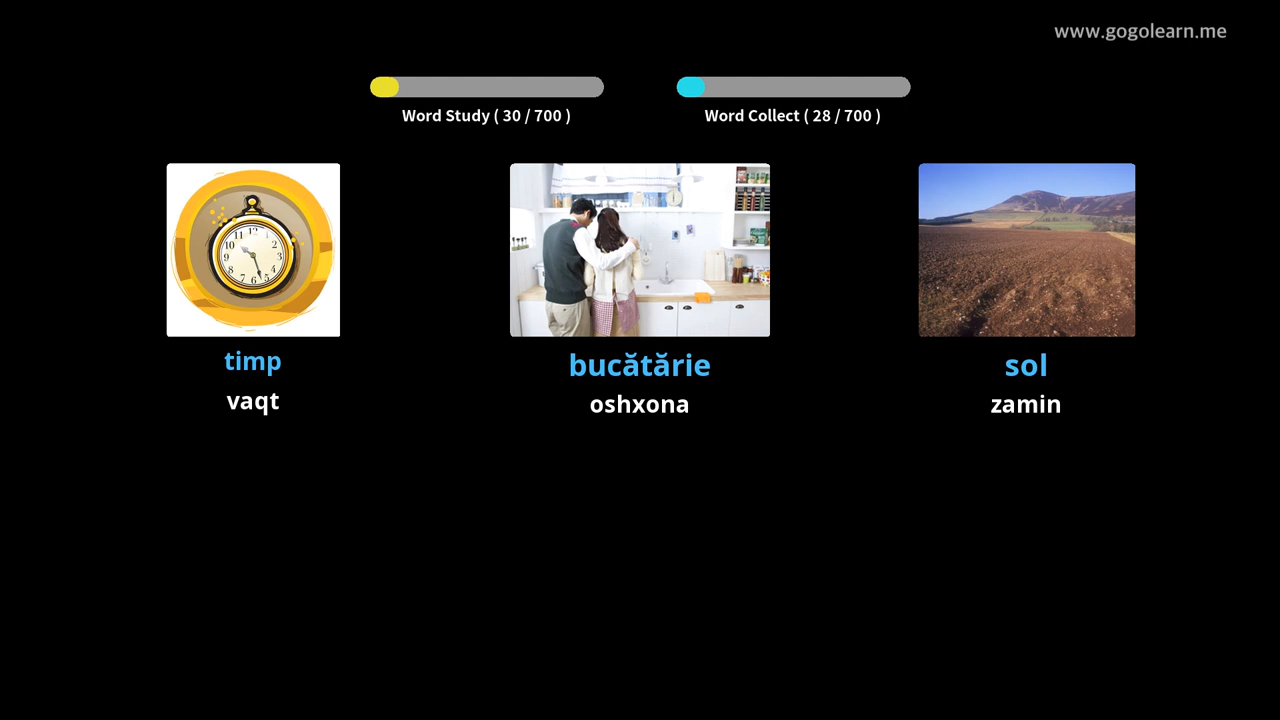 www.gogolearn.me
Word Study ( 30 / 700 )
Word Collect ( 28 / 700 )
timp
bucătărie
sol
vaqt
oshxona
zamin